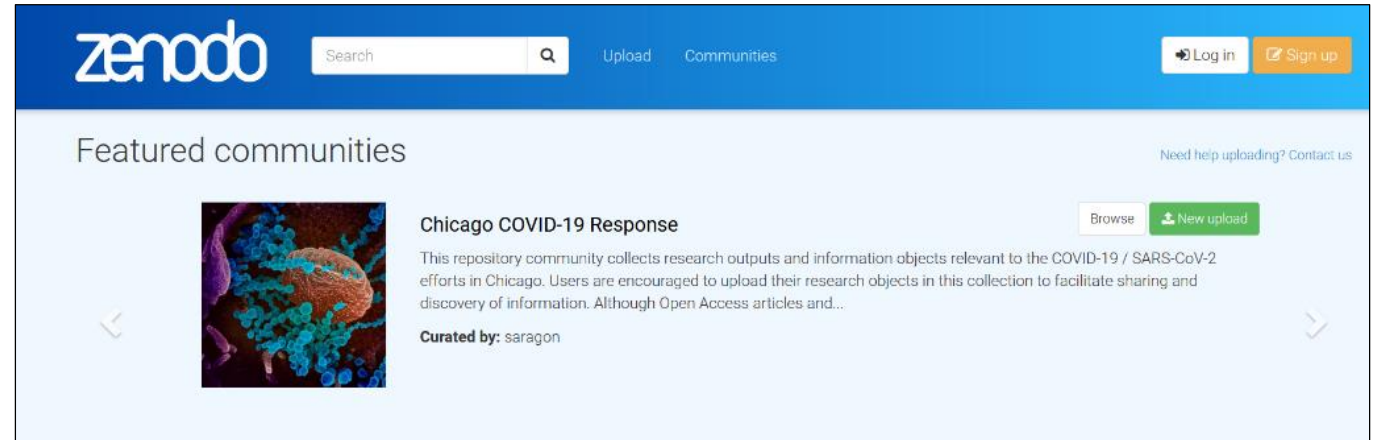 zenodo
Search
Upload
Communities
Log in
Sign up
Featured communities
Need help uploading? Contact us
Chicago COVID-19 Response
Browse
New upload
This repository community collects research outputs and information objects relevant to the COVID-19 / SARS-CoV-2
efforts in Chicago. Users are encouraged to upload their research objects in this collection to facilitate sharing and
discovery of information. Although Open Access articles and...
Curated by: saragon